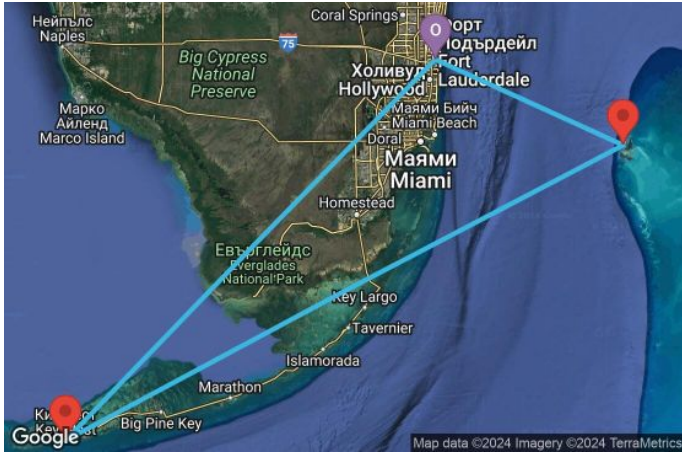 Coral Springs
Нейпълс
Naples
75
Big Cypress
National
Preserve
О
Форт
Лодърдейл
Fort
Lauderdale
Холивуд
Hollywood
Марко
Айленд
Marco Island
Маями Бийч
Miami Beach
Doral
Маями
Miami
Homestead
Евърглейдс
Everglades
National Park
Key Largo
Tavernier
Islamorada
Marathon
Big Pine Key
Key West
Google
Map data ©2024 Imagery ©2024 TerraMetrics